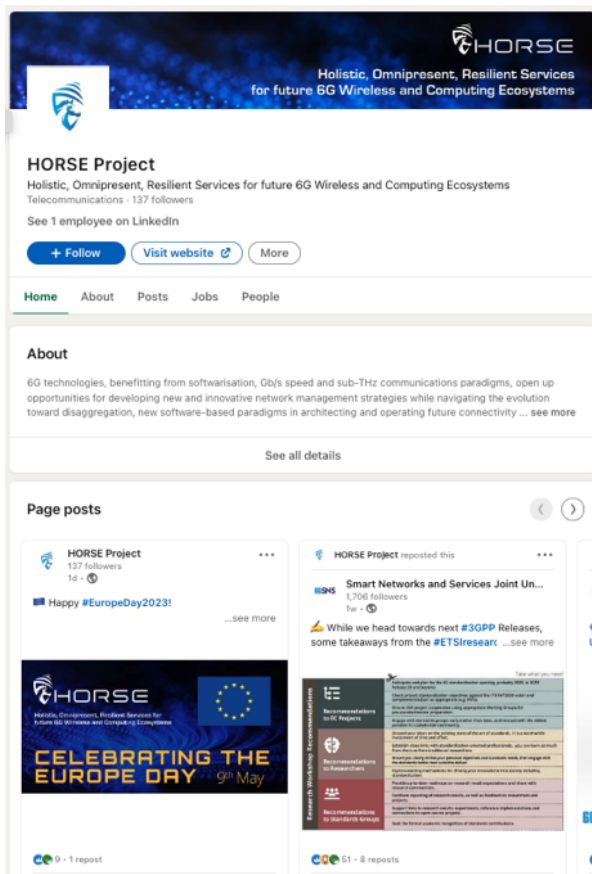 HORSE
Holistic, Omnipresent, Resilient Services
for future 6G Wireless and Computing Ecosystems
HORSE Project
Holistic, Omnipresent, Resilient Services for future 6G Wireless and Computing Ecosystems
Telecommunications · 137 followers
See 1 employee on LinkedIn
+ Follow
Visit website
More
Home
About
Posts
Jobs
People
About
6G technologies, benefitting from softwarisation, Gb/s speed and sub-THz communications paradigms, open up
opportunities for developing new and innovative network management strategies while navigating the evolution
toward disaggregation, new software-based paradigms in architecting and operating future connectivity ... see more
See all details
Page posts
HORSE Project
137 followers
1d ·
Happy #EuropeDay2023!
...see more
HORSE
Holistic, Omnipresent, Resilient Services for
future 6G Wireless and Computing Ecosystems
CELEBRATING THE
EUROPE DAY 9th May
9 · 1 repost
HORSE Project reposted this
6GSNS
Smart Networks and Services Joint Un...
1,706 followers
1w ·
While we head towards next #3GPP Releases,
some takeaways from the #ETSIresearc ...see more
Take what you need!
Research Workshop Recommendations
Recommendations
to EC Projects
Recommendations
to Researchers
Recommendations
to Standards Groups
51 · 8 reposts